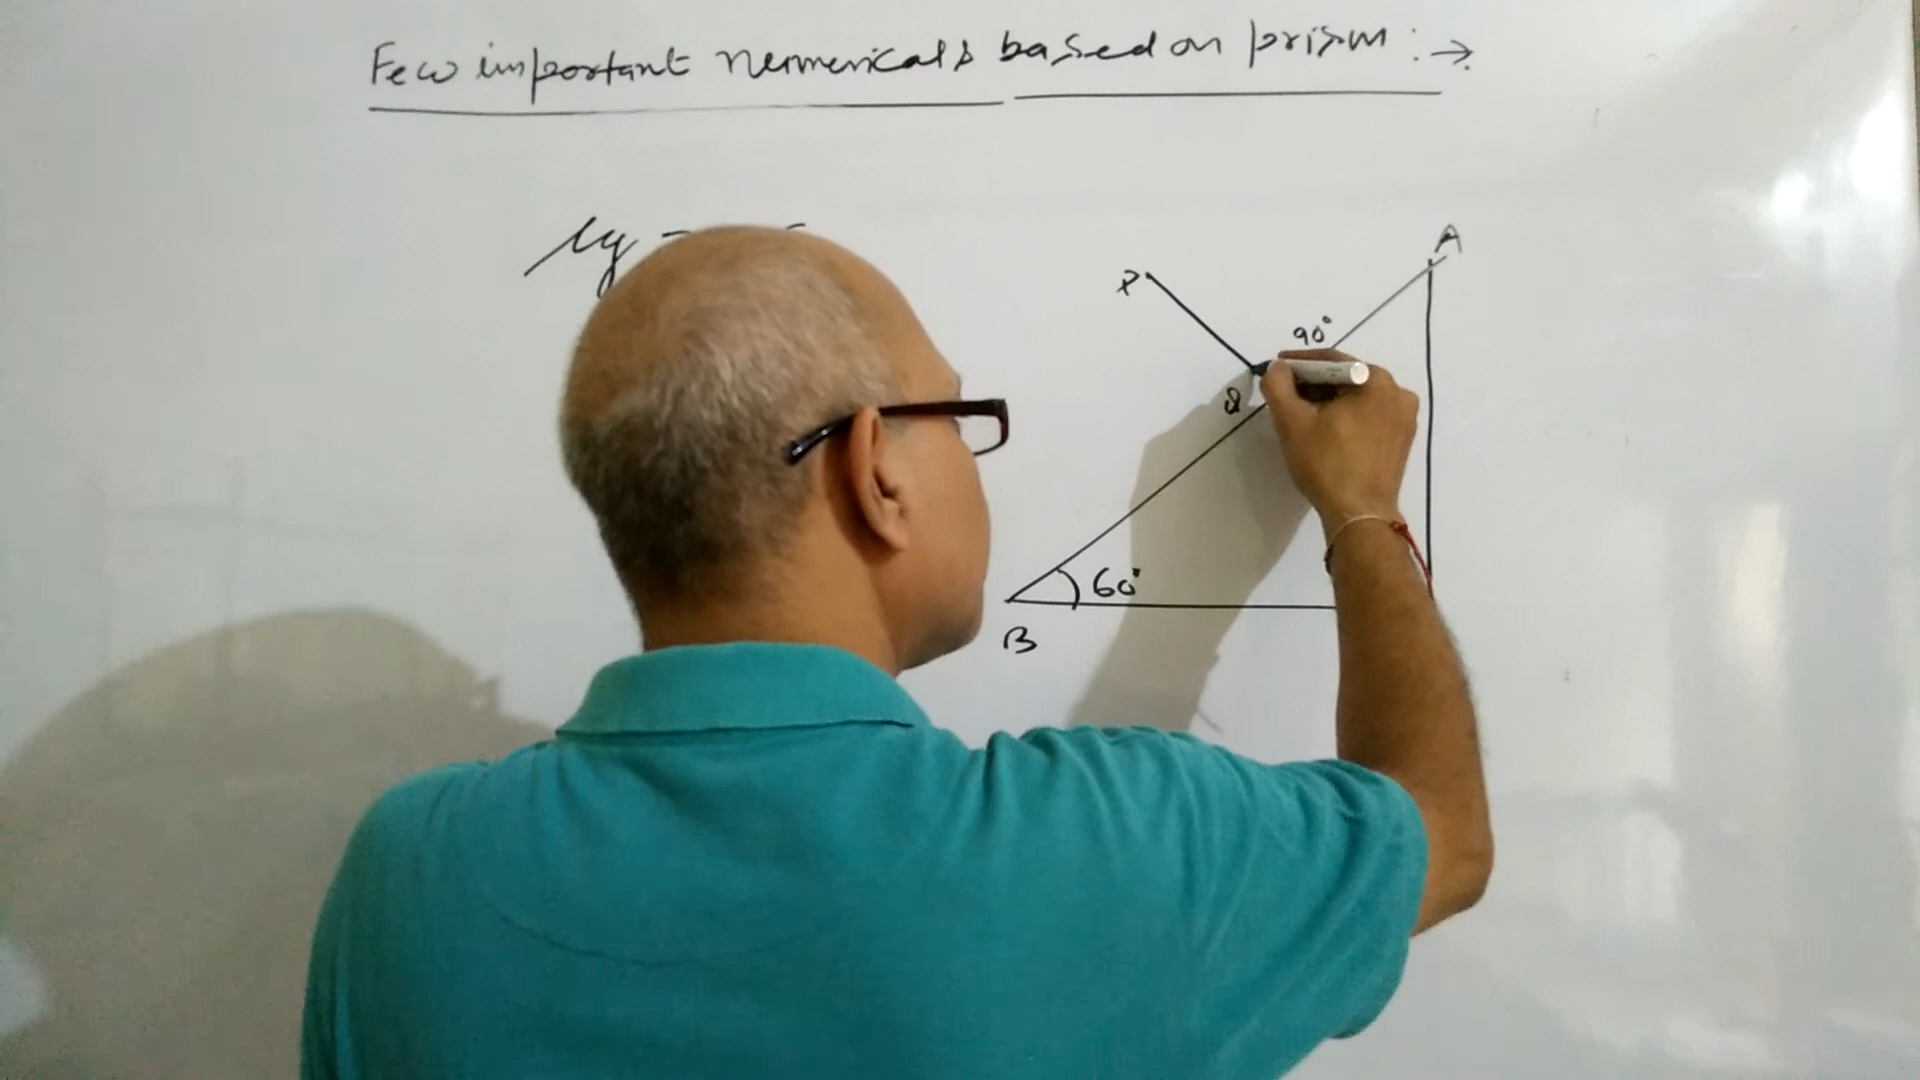 Few important numericals based on prism :→
A
P
90°
Q
60°
B